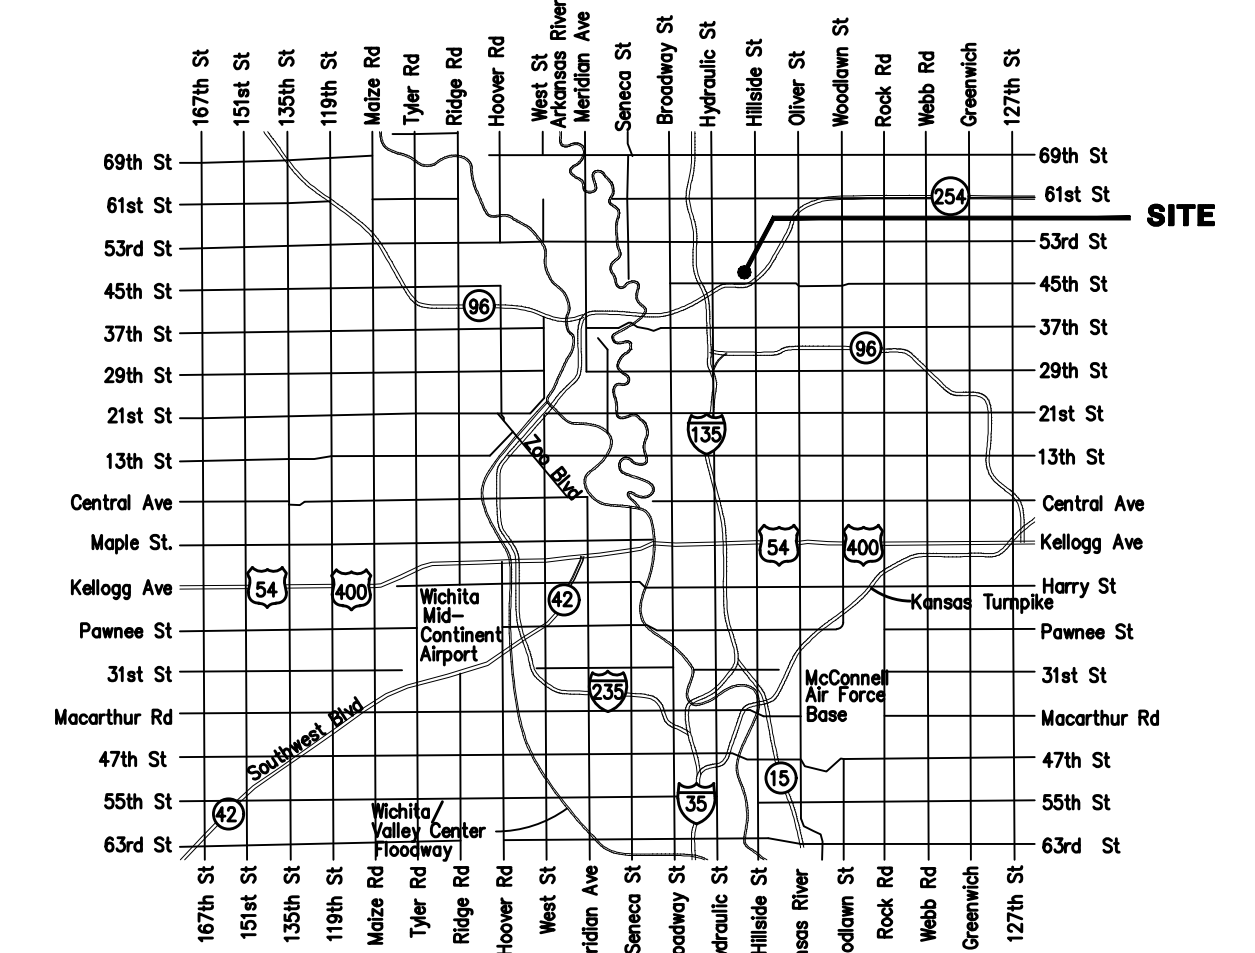 167th St
151st St
135th St
119th St
Maize Rd
Tyler Rd
Ridge Rd
Hoover Rd
West St
Arkansas River
Meridian Ave
Seneca St
Broadway St
Hydraulic St
Hillside St
Oliver St
Woodlawn St
Rock Rd
Webb Rd
Greenwich
127th St
69th St
69th St
61st St
254
61st St
SITE
53rd St
53rd St
45th St
45th St
96
37th St
37th St
96
29th St
29th St
21st St
21st St
135
13th St
13th St
Zoo Blvd
Central Ave
Central Ave
Maple St.
54
400
Kellogg Ave
Kellogg Ave
54
400
Harry St
42
Kansas Turnpike
Wichita
Mid-
Continent
Airport
Pawnee St
Pawnee St
31st St
31st St
235
McConnell
Air Force
Base
Macarthur Rd
Macarthur Rd
Southwest Blvd
47th St
47th St
15
55th St
55th St
35
42
Wichita/
Valley Center
Floodway
63rd St
63rd St
167th St
151st St
135th St
119th St
Maize Rd
Tyler Rd
Ridge Rd
Hoover Rd
West St
ridian Ave
Seneca St
oadway St
draulic St
Hillside St
nsas River
odlawn St
Rock Rd
Webb Rd
Greenwich
127th St